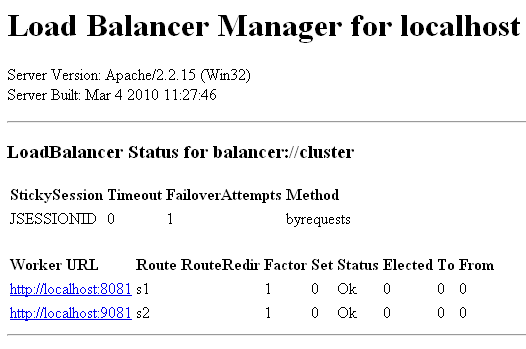 Load Balancer Manager for localhost
Server Version: Apache/2.2.15 (Win32)
Server Built: Mar 4 2010 11:27:46
LoadBalancer Status for balancer://cluster
StickySession Timeout FailoverAttempts Method
JSESSIONID 0 1 byrequests
Worker URL Route RouteRedir Factor Set Status Elected To From
http://localhost:8081 s1 1 0 Ok 0 0 0
http://localhost:9081 s2 1 0 Ok 0 0 0